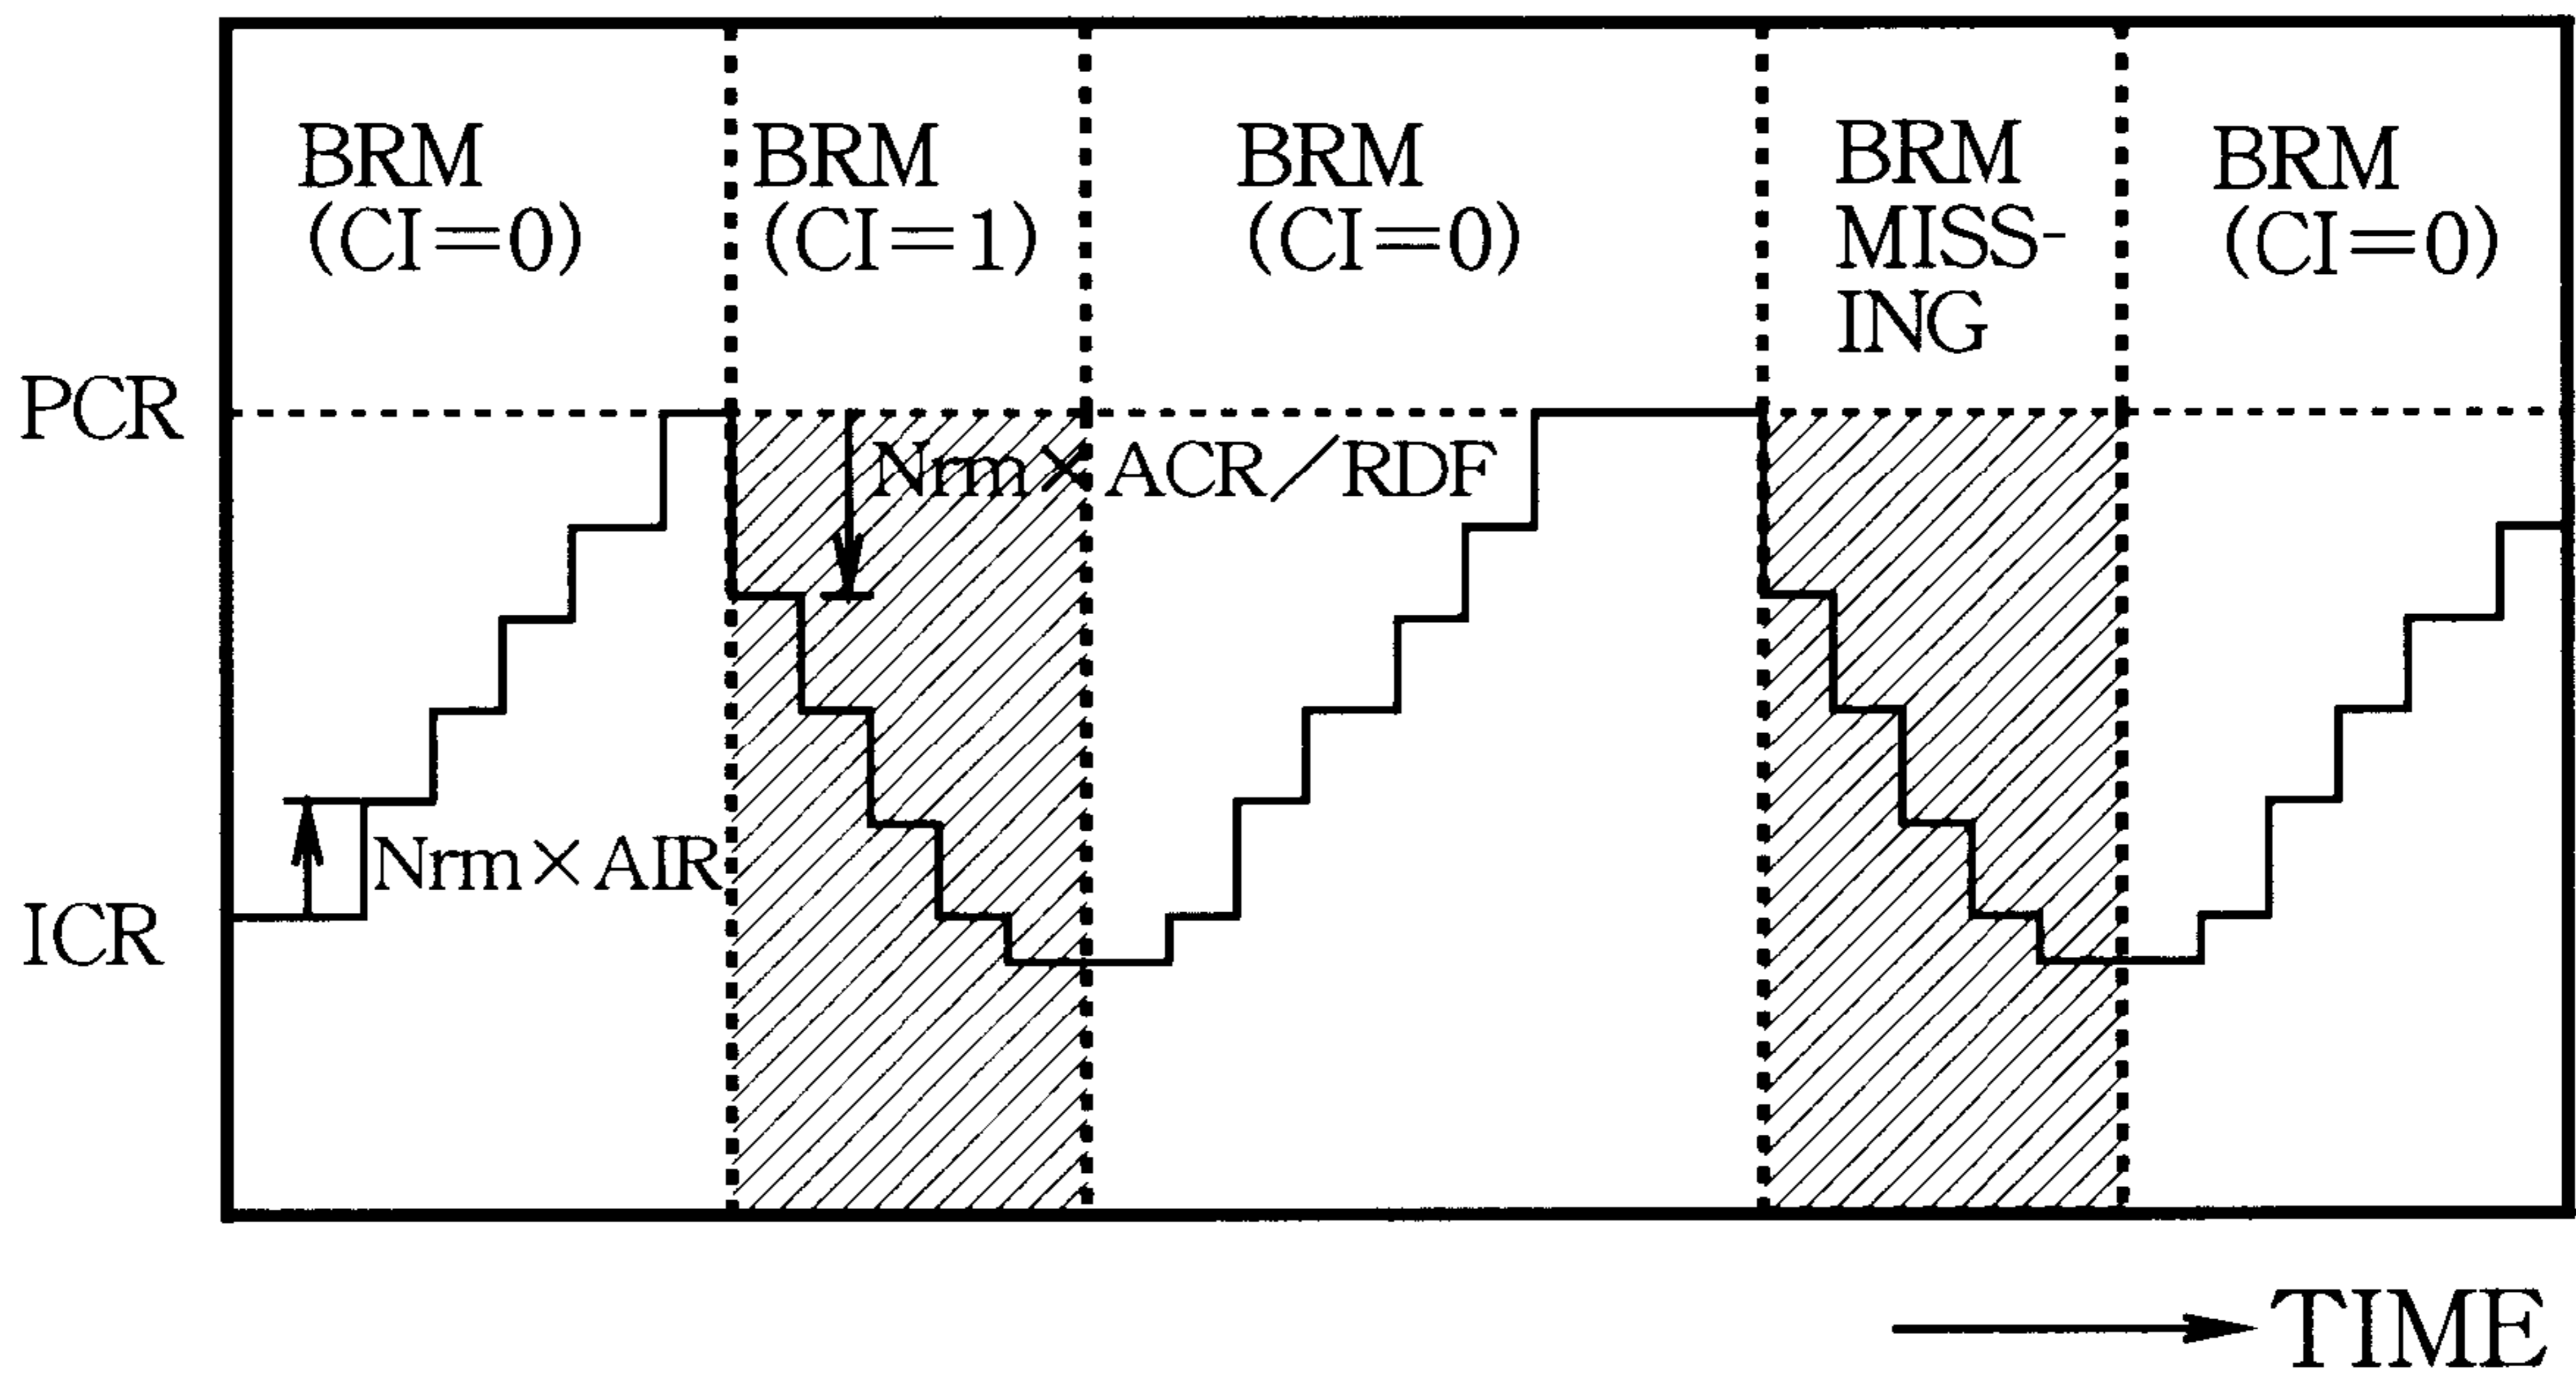 BRM
(CI=0)
BRM
(CI=1)
BRM
(CI=0)
BRM
MISS-
ING
BRM
(CI=0)
PCR
Nrm×ACR/RDF
Nrm×AIR
ICR
TIME